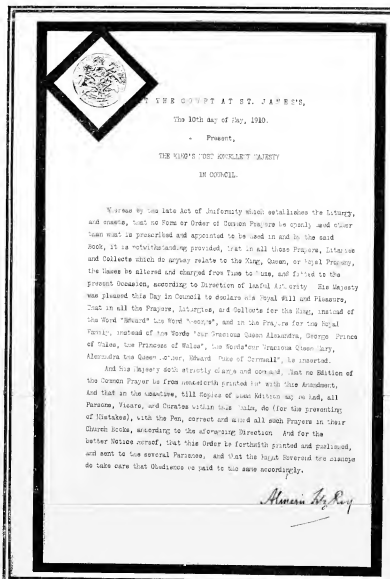 AT THE COURT AT ST. JAMES'S,
The 10th day of May, 1910.
Present,
THE KING'S MOST EXCELLENT MAJESTY
IN COUNCIL.
Whereas by the late Act of Uniformity which establishes the Liturgy,
and enacts, that no Form or Order of Common Prayers be openly used other
than what is prescribed and appointed to be used in and by the said
Book, it is notwithstanding provided, that in all those Prayers, Litanies
and Collects which do anyway relate to the King, Queen, or Royal Progeny,
the Names be altered and changed from Time to Time, and fitted to the
present Occasion, according to Direction of Lawful Authority His Majesty
was pleased this Day in Council to declare His Royal Will and Pleasure,
That in all the Prayers, Liturgies, and Collects for the King, instead of
the Word "Edward" the Word "George", and in the Prayers for the Royal
Family, instead of the Words "our Gracious Queen Alexandra, George Prince
of Wales, the Princess of Wales", the Words "our Gracious Queen Mary,
Alexandra the Queen Mother, Edward Duke of Cornwall", be inserted.
And His Majesty doth strictly charge and command, that no Edition of
the Common Prayer be from henceforth printed but with this Amendment,
And that in the meantime, till Copies of such Edition may be had, all
Parsons, Vicars, and Curates within this Realm, do (for the preventing
of Mistakes), with the Pen, correct and amend all such Prayers in their
Church Books, according to the aforegoing Direction And for the
better Notice hereof, that this Order be forthwith printed and published,
and sent to the several Parishes, and that the Right Reverend the Bishops
do take care that Obedience be paid to the same accordingly.
Almeric FitzRoy